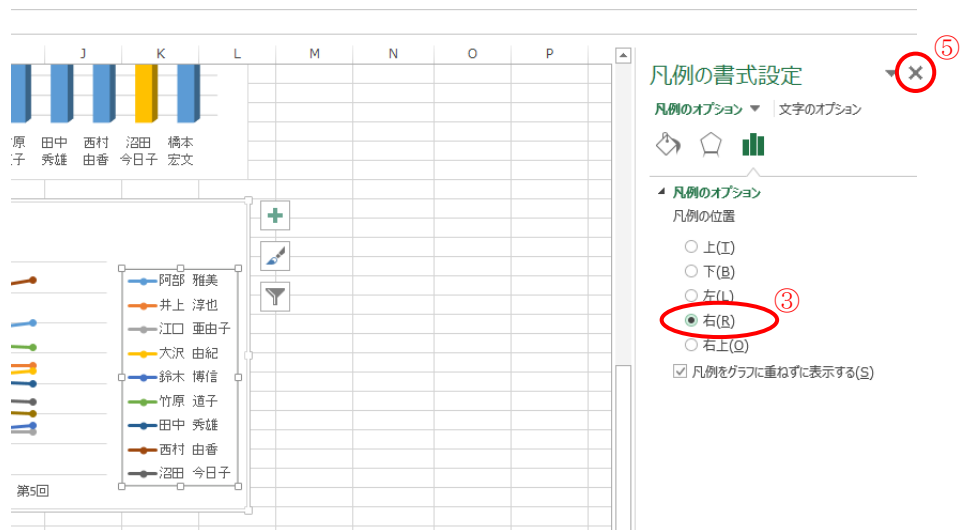 ⑤
J K L M N O P
凡例の書式設定
凡例のオプション 文字のオプション
原 田中 西村 沼田 橋本
子 秀雄 由香 今日子 宏文
凡例のオプション
凡例の位置
上(T)
下(B)
左(L)
③
右(R)
右上(O)
凡例をグラフに重ねずに表示する(S)
阿部 雅美
井上 淳也
江口 亜由子
大沢 由紀
鈴木 博信
竹原 道子
田中 秀雄
西村 由香
沼田 今日子
第5回